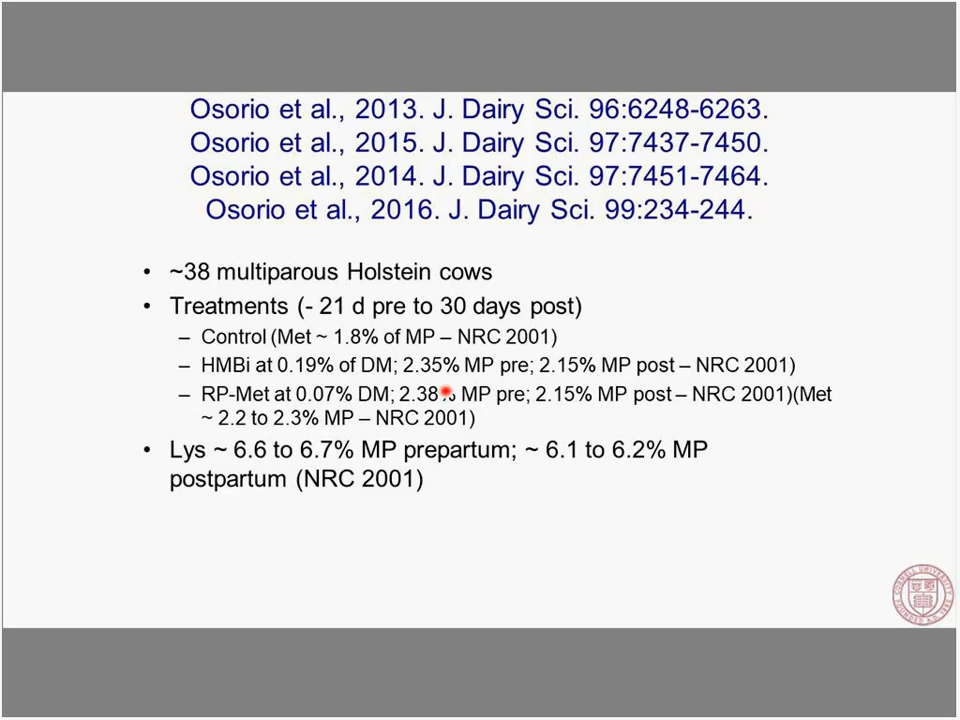 Osorio et al., 2013. J. Dairy Sci. 96:6248-6263.
Osorio et al., 2015. J. Dairy Sci. 97:7437-7450.
Osorio et al., 2014. J. Dairy Sci. 97:7451-7464.
Osorio et al., 2016. J. Dairy Sci. 99:234-244.
• ~38 multiparous Holstein cows
• Treatments (- 21 d pre to 30 days post)
– Control (Met ~ 1.8% of MP – NRC 2001)
– HMBi at 0.19% of DM; 2.35% MP pre; 2.15% MP post – NRC 2001)
– RP-Met at 0.07% DM; 2.38% MP pre; 2.15% MP post – NRC 2001)(Met
~ 2.2 to 2.3% MP – NRC 2001)
• Lys ~ 6.6 to 6.7% MP prepartum; ~ 6.1 to 6.2% MP
postpartum (NRC 2001)
CORNELL UNIVERSITY